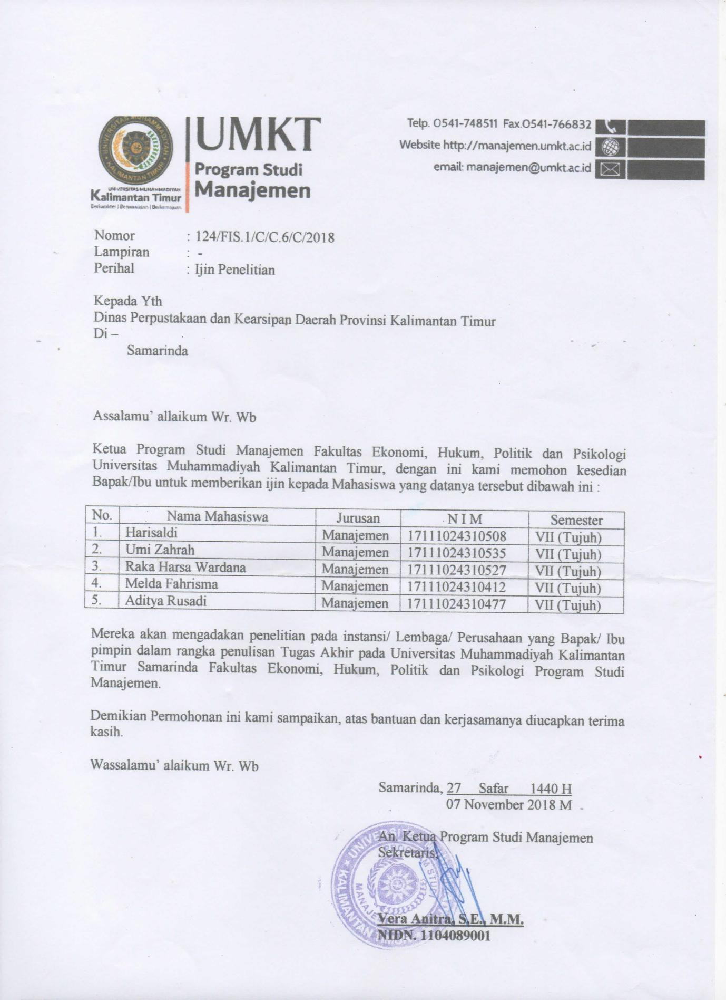 UNIVERSITAS MUHAMMADIYAH
KALIMANTAN TIMUR
UNIVERSITAS MUHAMMADIYAH
Kalimantan Timur
Berkarakter | Berwawasan | Berkemajuan
UMKT
Program Studi
Manajemen
Telp. 0541-748511 Fax.0541-766832
Website http://manajemen.umkt.ac.id
email: manajemen@umkt.ac.id
Nomor : 124/FIS.1/C/C.6/C/2018
Lampiran : -
Perihal : Ijin Penelitian
Kepada Yth
Dinas Perpustakaan dan Kearsipan Daerah Provinsi Kalimantan Timur
Di –
Samarinda
Assalamu’ allaikum Wr. Wb
Ketua Program Studi Manajemen Fakultas Ekonomi, Hukum, Politik dan Psikologi
Universitas Muhammadiyah Kalimantan Timur, dengan ini kami memohon kesedian
Bapak/Ibu untuk memberikan ijin kepada Mahasiswa yang datanya tersebut dibawah ini :
No. Nama Mahasiswa Jurusan N I M Semester
1. Harisaldi Manajemen 17111024310508 VII (Tujuh)
2. Umi Zahrah Manajemen 17111024310535 VII (Tujuh)
3. Raka Harsa Wardana Manajemen 17111024310527 VII (Tujuh)
4. Melda Fahrisma Manajemen 17111024310412 VII (Tujuh)
5. Aditya Rusadi Manajemen 17111024310477 VII (Tujuh)
Mereka akan mengadakan penelitian pada instansi/ Lembaga/ Perusahaan yang Bapak/ Ibu
pimpin dalam rangka penulisan Tugas Akhir pada Universitas Muhammadiyah Kalimantan
Timur Samarinda Fakultas Ekonomi, Hukum, Politik dan Psikologi Program Studi
Manajemen.
Demikian Permohonan ini kami sampaikan, atas bantuan dan kerjasamanya diucapkan terima
kasih.
Wassalamu’ alaikum Wr. Wb
Samarinda, 27 Safar 1440 H
07 November 2018 M
An. Ketua Program Studi Manajemen
Sekretaris,
Vera Anitra, S.E., M.M.
NIDN. 1104089001